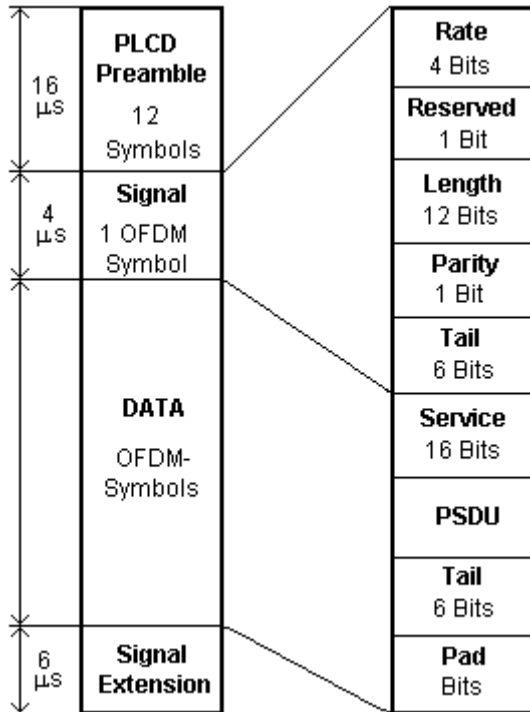 16
μs
4
μs
6
μs
PLCD
Preamble
12
Symbols
Signal
1 OFDM
Symbol
DATA
OFDM-
Symbols
Signal
Extension
Rate
4 Bits
Reserved
1 Bit
Length
12 Bits
Parity
1 Bit
Tail
6 Bits
Service
16 Bits
PSDU
Tail
6 Bits
Pad
Bits